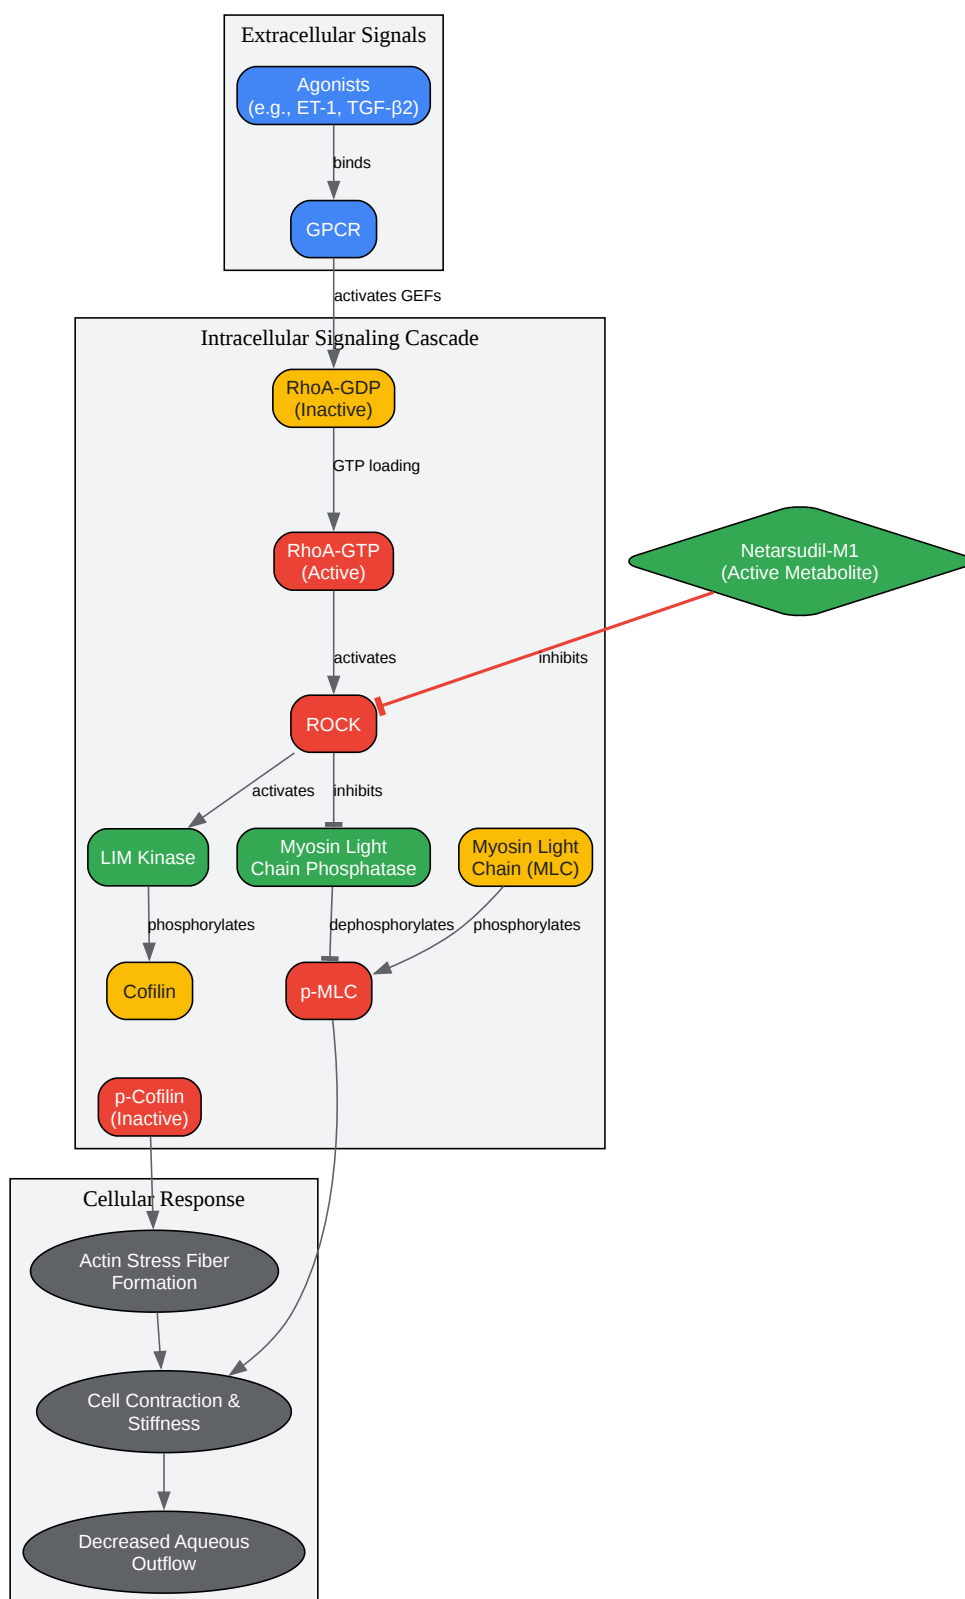 Extracellular Signals
Agonists
(e.g., ET-1, TGF-β2)
binds
GPCR
activates GEFs
Intracellular Signaling Cascade
RhoA-GDP
(Inactive)
GTP loading
RhoA-GTP
(Active)
Netarsudil-M1
(Active Metabolite)
activates
inhibits
ROCK
activates
inhibits
LIM Kinase
Myosin Light
Chain Phosphatase
Myosin Light
Chain (MLC)
phosphorylates
dephosphorylates
phosphorylates
Cofilin
p-MLC
p-Cofilin
(Inactive)
Cellular Response
Actin Stress Fiber
Formation
Cell Contraction &
Stiffness
Decreased Aqueous
Outflow